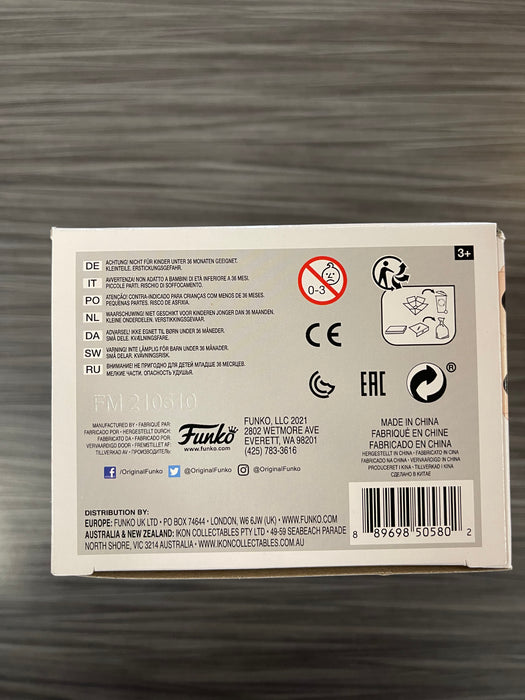 3+
DE ACHTUNG! NICHT FÜR KINDER UNTER 36 MONATEN GEEIGNET.
KLEINTEILE. ERSTICKUNGSGEFAHR.
IT AVVERTENZA! NON ADATTO A BAMBINI DI ETÀ INFERIORE A 36 MESI.
PICCOLE PARTI. RISCHIO DI SOFFOCAMENTO.
PO ATENÇÃO! CONTRA-INDICADO PARA CRIANÇAS COM MENOS DE 36 MESES.
PEQUENAS PARTES. RISCO DE ASFIXIA.
NL WAARSCHUWING! NIET GESCHIKT VOOR KINDEREN JONGER DAN 36 MAANDEN.
KLEINE ONDERDELEN. VERSTIKKINGSGEVAAR.
DA ADVARSEL! IKKE EGNET TIL BØRN UNDER 36 MÅNEDER.
SMÅ DELE. KVÆLNINGSFARE.
SW VARNING! INTE LÄMPLIG FÖR BARN UNDER 36 MÅNADER.
SMÅ DELAR. KVÄVNINGSRISK.
RU ВНИМАНИЕ! НЕ ПРИГОДНО ДЛЯ ДЕТЕЙ МЛАДШЕ 36 МЕСЯЦЕВ.
МЕЛКИЕ ЧАСТИ. ОПАСНОСТЬ УДУШЬЯ.
0-3
CE
EAC
®
FM 210610
MANUFACTURED BY • FABRIQUÉ PAR
FABRICADO POR • HERGESTELLT DURCH:
FABBRICATO DA • FABRICADO POR
VERVAARDIGD DOOR • FREMSTILLET AF
TILLVERKAD AV • ПРОИЗВОДИТЕЛЬ:
Funko
www.funko.com
FUNKO, LLC 2021
2802 WETMORE AVE
EVERETT, WA 98201
(425) 783-3616
MADE IN CHINA
FABRIQUÉ EN CHINE
FABRICADO EN CHINA
HERGESTELLT IN CHINA • FABBRICATO IN CINA
FABRICADO NA CHINA • VERVAARDIGD IN CHINA
PRODUCERET I KINA • TILLVERKAD I KINA
СДЕЛАНО В КИТАЕ
/OriginalFunko @OriginalFunko @OriginalFunko
DISTRIBUTION BY:
EUROPE: FUNKO UK LTD • PO BOX 74644 • LONDON, W6 6JW (UK) • WWW.FUNKO.COM
AUSTRALIA & NEW ZEALAND: IKON COLLECTABLES PTY LTD • 49-59 SEABEACH PARADE
NORTH SHORE, VIC 3214 AUSTRALIA • WWW.IKONCOLLECTABLES.COM.AU
8 89698 50580 2